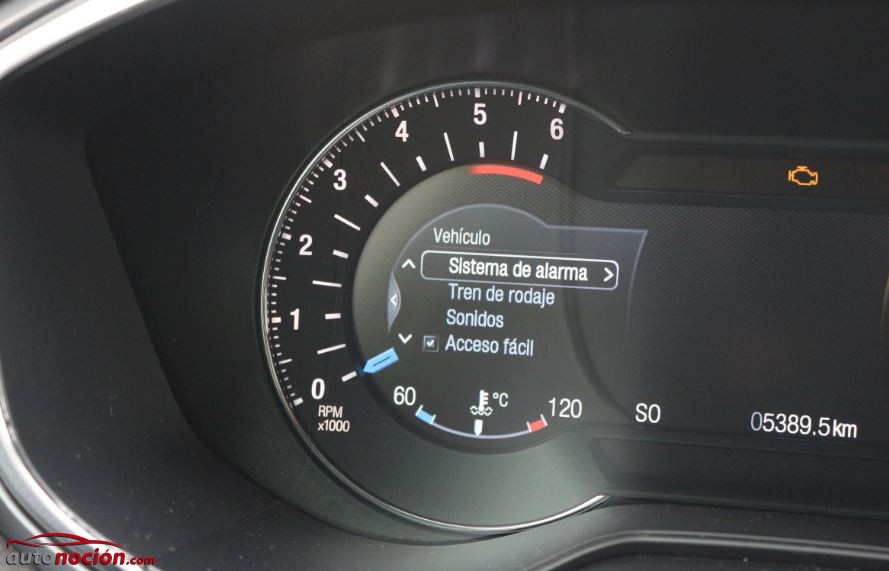 6
5
4
3
2
1
0
RPM
x1000
Vehículo
Sistema de alarma
Tren de rodaje
Sonidos
Acceso fácil
60
°C
120
SO
05389.5km
autonoción.com